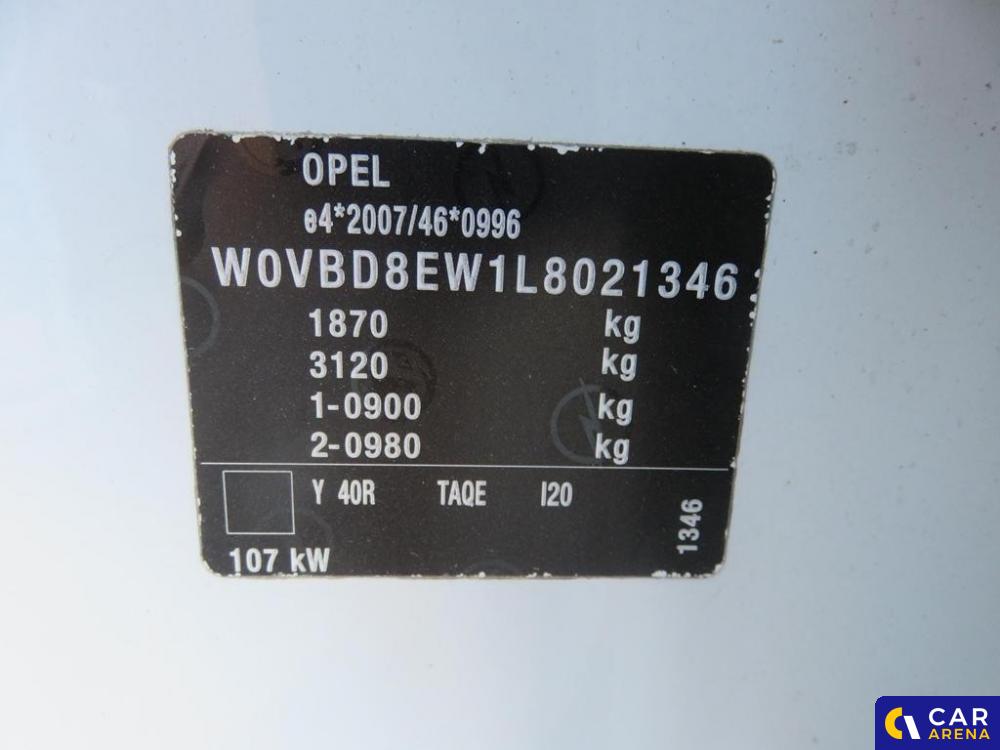 OPEL
e4*2007/46*0996
W0VBD8EW1L8021346
1870 kg
3120 kg
1-0900 kg
2-0980 kg
Y 40R TAQE I20
1346
107 kW
CAR
ARENA